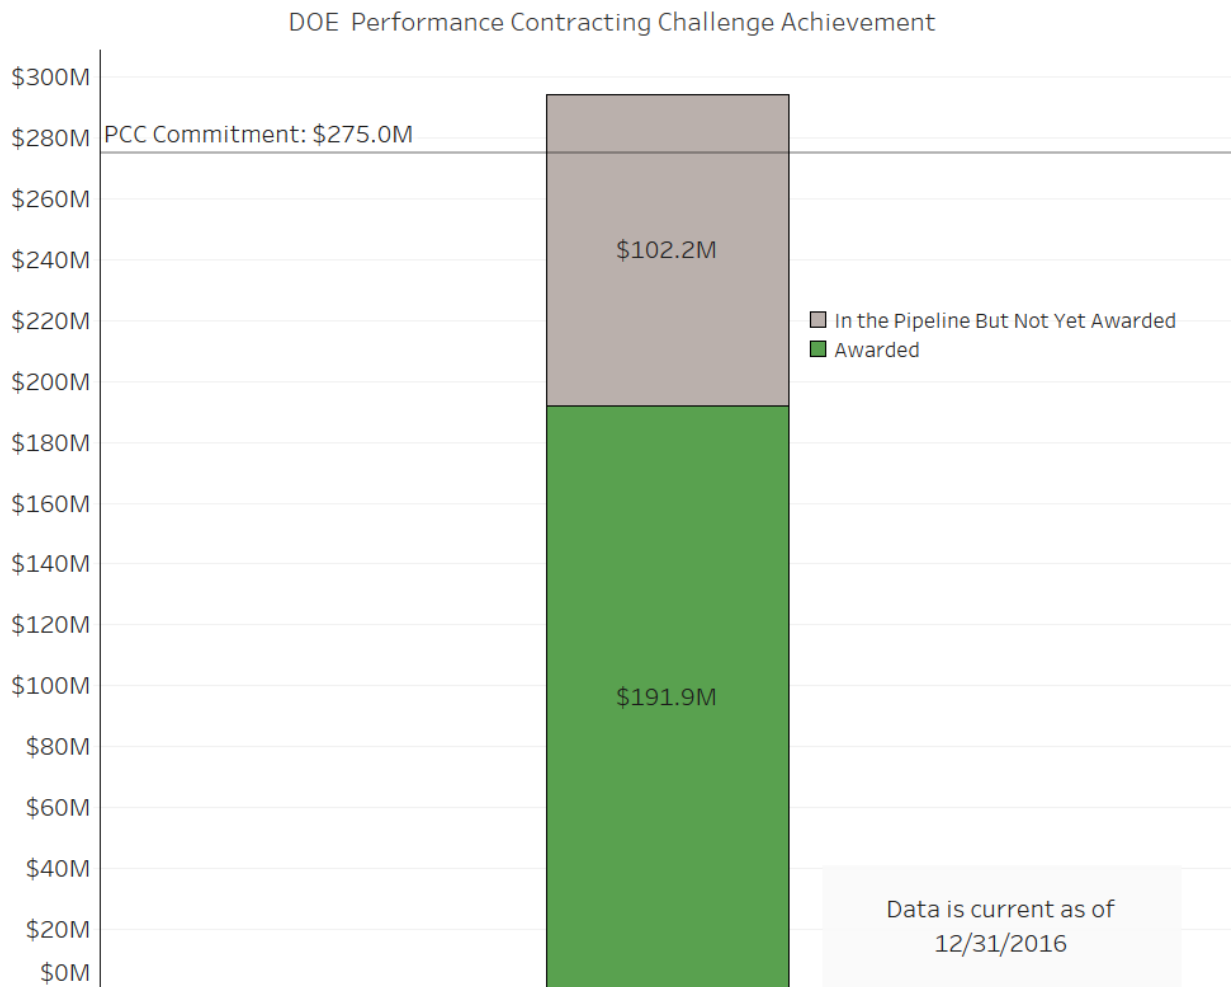 DOE Performance Contracting Challenge Achievement
$300M
PCC Commitment: $275.0M
$280M
$260M
$102.2M
$240M
$220M
In the Pipeline But Not Yet Awarded
Awarded
$200M
$180M
$160M
$140M
$120M
$100M
$191.9M
$80M
$60M
$40M
$20M
$0M
Data is current as of
12/31/2016